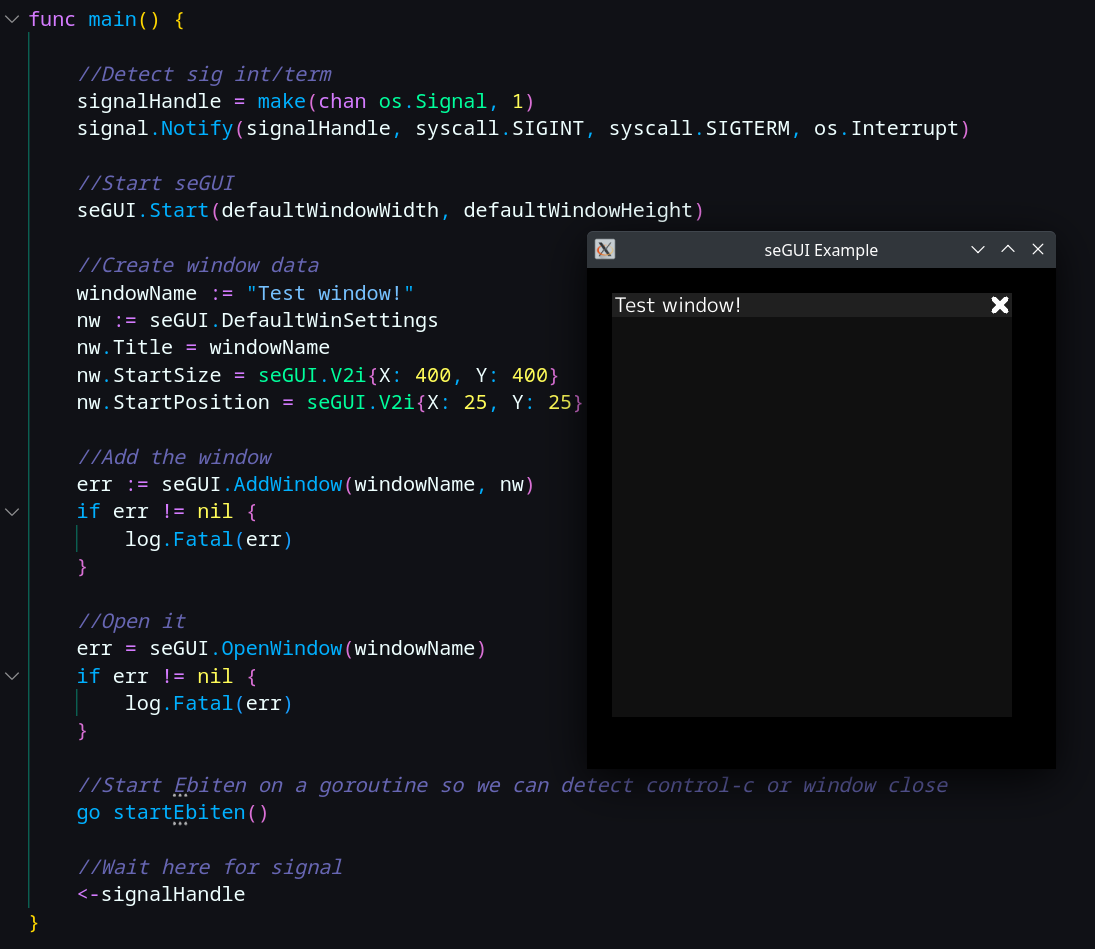 func main() {
//Detect sig int/term
signalHandle = make(chan os.Signal, 1)
signal.Notify(signalHandle, syscall.SIGINT, syscall.SIGTERM, os.Interrupt)
//Start seGUI
seGUI.Start(defaultWindowWidth, defaultWindowHeight)
//Create window data
windowName := "Test window!"
nw := seGUI.DefaultWinSettings
nw.Title = windowName
nw.StartSize = seGUI.V2i{X: 400, Y: 400}
nw.StartPosition = seGUI.V2i{X: 25, Y: 25}
//Add the window
err := seGUI.AddWindow(windowName, nw)
if err != nil {
log.Fatal(err)
}
//Open it
err = seGUI.OpenWindow(windowName)
if err != nil {
log.Fatal(err)
}
//Start Ebiten on a goroutine so we can detect control-c or window close
go startEbiten()
//Wait here for signal
<-signalHandle
}
seGUI Example
Test window!